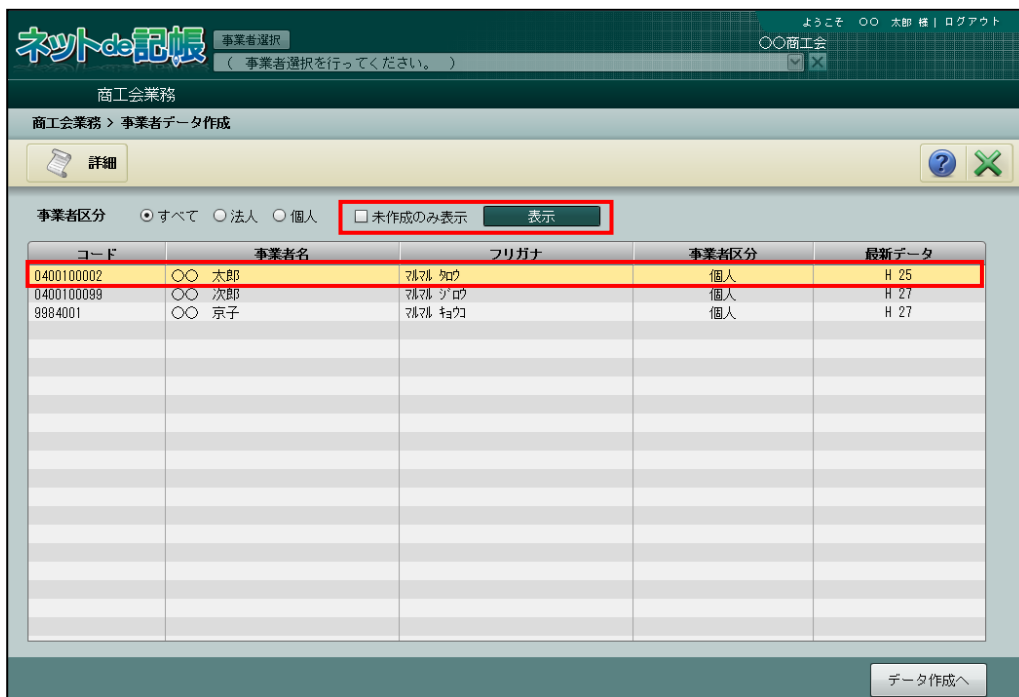 ようこそ 〇〇 太郎 様 | ログアウト
ネットde記帳
事業者選択
〇〇商工会
( 事業者選択を行ってください。 )
商工会業務
商工会業務 > 事業者データ作成
詳細
事業者区分 すべて 法人 個人 未作成のみ表示 表示
コード 事業者名 フリガナ 事業者区分 最新データ
0400100002 〇〇 太郎 ﾏﾙﾏﾙ ﾀﾛｳ 個人 H 25
0400100099 〇〇 次郎 ﾏﾙﾏﾙ ｼﾞﾛｳ 個人 H 27
9984001 〇〇 京子 ﾏﾙﾏﾙ ｷｮｳｺ 個人 H 27
データ作成へ